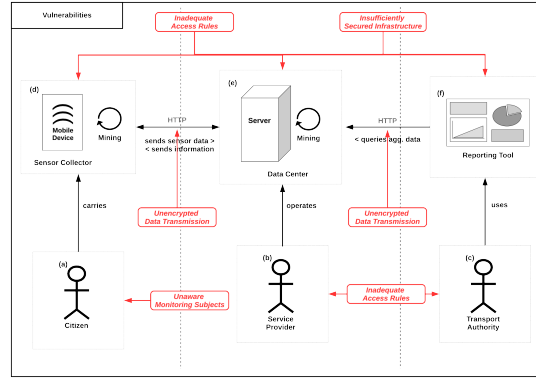 Vulnerabilities
Inadequate
Access Rules
Insufficiently
Secured Infrastructure
(d)
Mobile
Device
Mining
Sensor Collector
HTTP
sends sensor data >
< sends information
(e)
Server
Mining
Data Center
HTTP
< queries agg. data
(f)
Reporting Tool
carries
Unencrypted
Data Transmission
operates
Unencrypted
Data Transmission
uses
(a)
Citizen
Unaware
Monitoring Subjects
(b)
Service
Provider
Inadequate
Access Rules
(c)
Transport
Authority